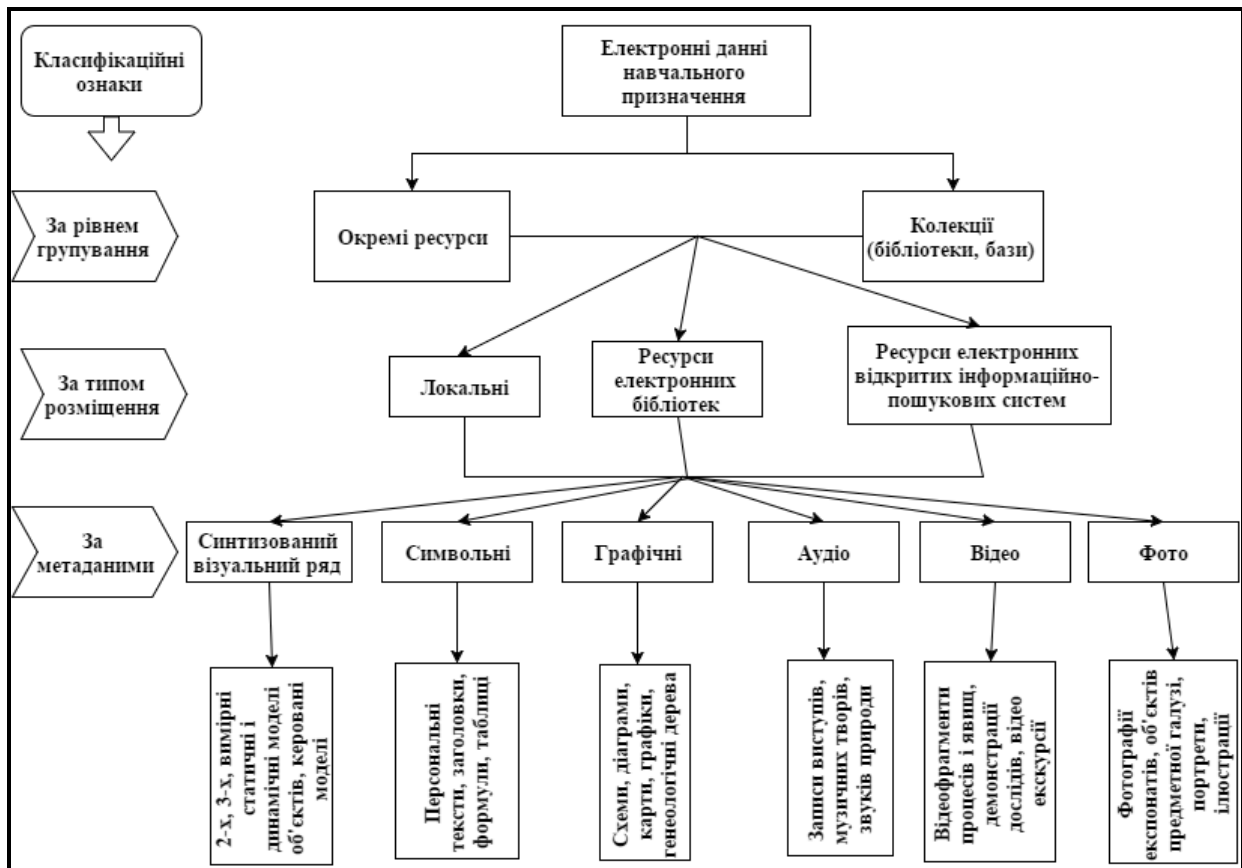 Класифікаційні
ознаки
Електронні данні
навчального
призначення
За рівнем
групування
Окремі ресурси
Колекції
(бібліотеки, бази)
За типом
розміщення
Локальні
Ресурси
електронних
бібліотек
Ресурси електронних
відкритих інформаційно-
пошукових систем
За
метаданими
Синтизований
візуальний ряд
Символьні
Графічні
Аудіо
Відео
Фото
2-х, 3-х, вимірні
статичні і
динамічні моделі
об'єктів, керовані
моделі
Персональні
тексти, заголовки,
формули, таблиці
Схеми, діаграми,
карти, графіки,
генеологічні дерева
Записи виступів,
музичних творів,
звуків природи
Відеофрагменти
процесів і явищ,
демонстрації
дослідів, відео
екскурсії
Фотографії
експонатів, об'єктів
предметної галузі,
портрети,
ілюстрації